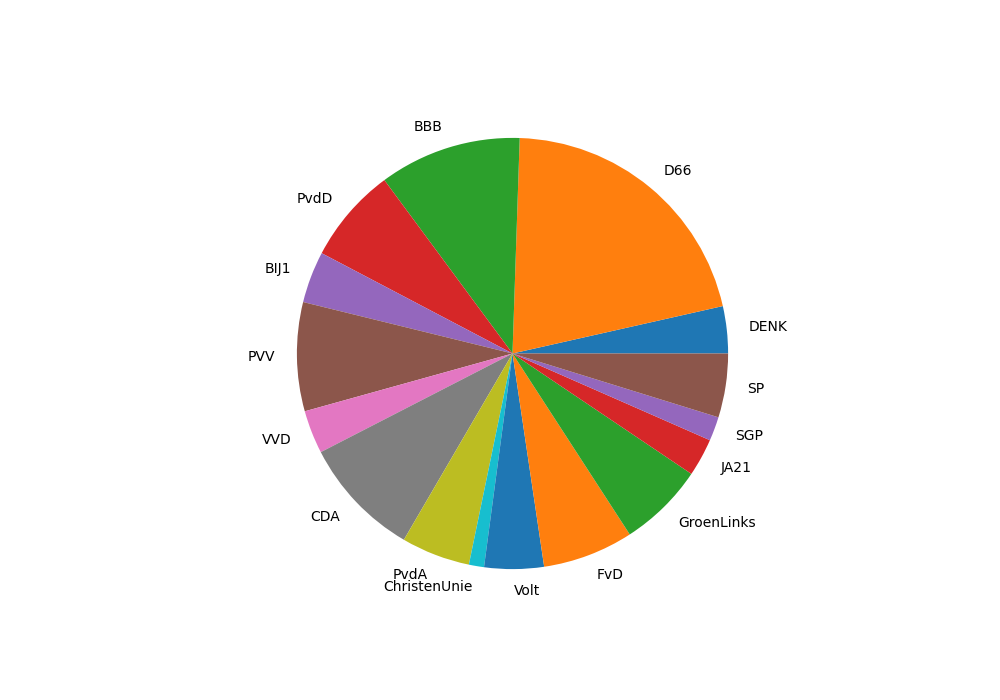 BBB
D66
PvdD
BIJ1
DENK
PVV
SP
VVD
SGP
JA21
CDA
GroenLinks
PvdA
FvD
ChristenUnie
Volt